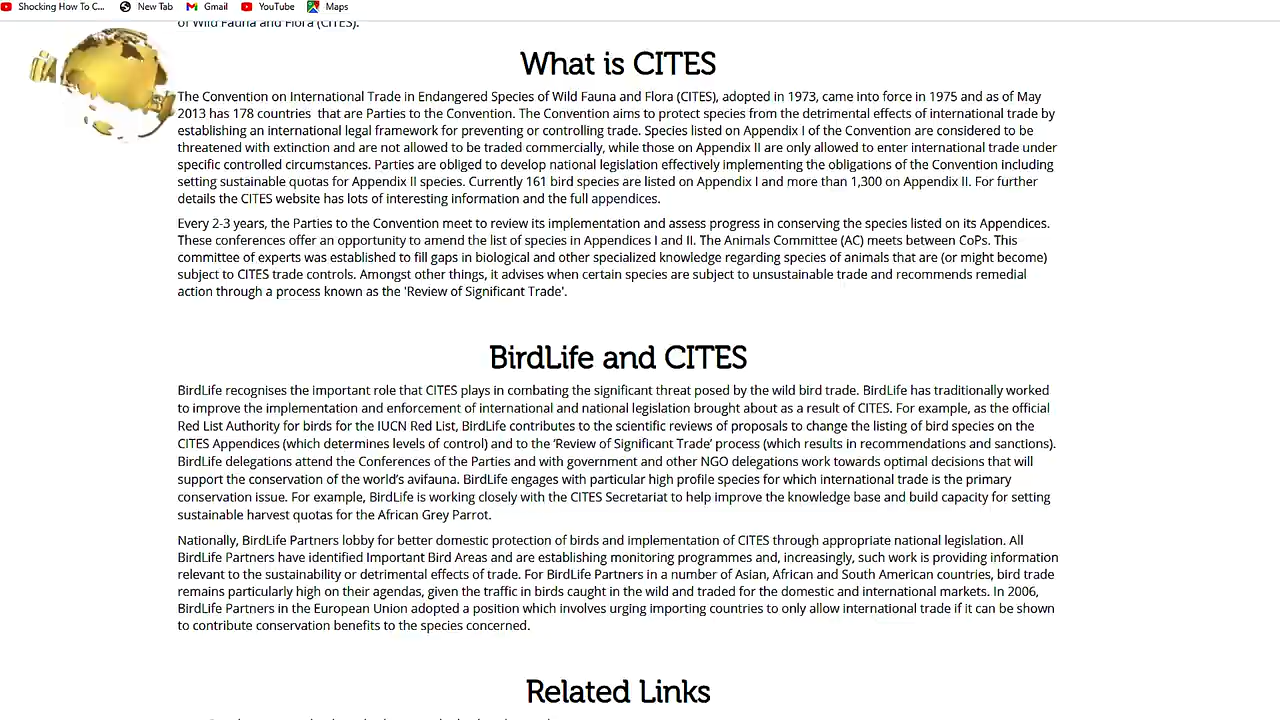 Shocking How To C...
New Tab
Gmail
YouTube
Maps
of Wild Fauna and Flora (CITES).
What is CITES
The Convention on International Trade in Endangered Species of Wild Fauna and Flora (CITES), adopted in 1973, came into force in 1975 and as of May
2013 has 178 countries that are Parties to the Convention. The Convention aims to protect species from the detrimental effects of international trade by
establishing an international legal framework for preventing or controlling trade. Species listed on Appendix I of the Convention are considered to be
threatened with extinction and are not allowed to be traded commercially, while those on Appendix II are only allowed to enter international trade under
specific controlled circumstances. Parties are obliged to develop national legislation effectively implementing the obligations of the Convention including
setting sustainable quotas for Appendix II species. Currently 161 bird species are listed on Appendix I and more than 1,300 on Appendix II. For further
details the CITES website has lots of interesting information and the full appendices.
Every 2-3 years, the Parties to the Convention meet to review its implementation and assess progress in conserving the species listed on its Appendices.
These conferences offer an opportunity to amend the list of species in Appendices I and II. The Animals Committee (AC) meets between CoPs. This
committee of experts was established to fill gaps in biological and other specialized knowledge regarding species of animals that are (or might become)
subject to CITES trade controls. Amongst other things, it advises when certain species are subject to unsustainable trade and recommends remedial
action through a process known as the 'Review of Significant Trade'.
BirdLife and CITES
BirdLife recognises the important role that CITES plays in combating the significant threat posed by the wild bird trade. BirdLife has traditionally worked
to improve the implementation and enforcement of international and national legislation brought about as a result of CITES. For example, as the official
Red List Authority for birds for the IUCN Red List, BirdLife contributes to the scientific reviews of proposals to change the listing of bird species on the
CITES Appendices (which determines levels of control) and to the ‘Review of Significant Trade’ process (which results in recommendations and sanctions).
BirdLife delegations attend the Conferences of the Parties and with government and other NGO delegations work towards optimal decisions that will
support the conservation of the world’s avifauna. BirdLife engages with particular high profile species for which international trade is the primary
conservation issue. For example, BirdLife is working closely with the CITES Secretariat to help improve the knowledge base and build capacity for setting
sustainable harvest quotas for the African Grey Parrot.
Nationally, BirdLife Partners lobby for better domestic protection of birds and implementation of CITES through appropriate national legislation. All
BirdLife Partners have identified Important Bird Areas and are establishing monitoring programmes and, increasingly, such work is providing information
relevant to the sustainability or detrimental effects of trade. For BirdLife Partners in a number of Asian, African and South American countries, bird trade
remains particularly high on their agendas, given the traffic in birds caught in the wild and traded for the domestic and international markets. In 2006,
BirdLife Partners in the European Union adopted a position which involves urging importing countries to only allow international trade if it can be shown
to contribute conservation benefits to the species concerned.
Related Links